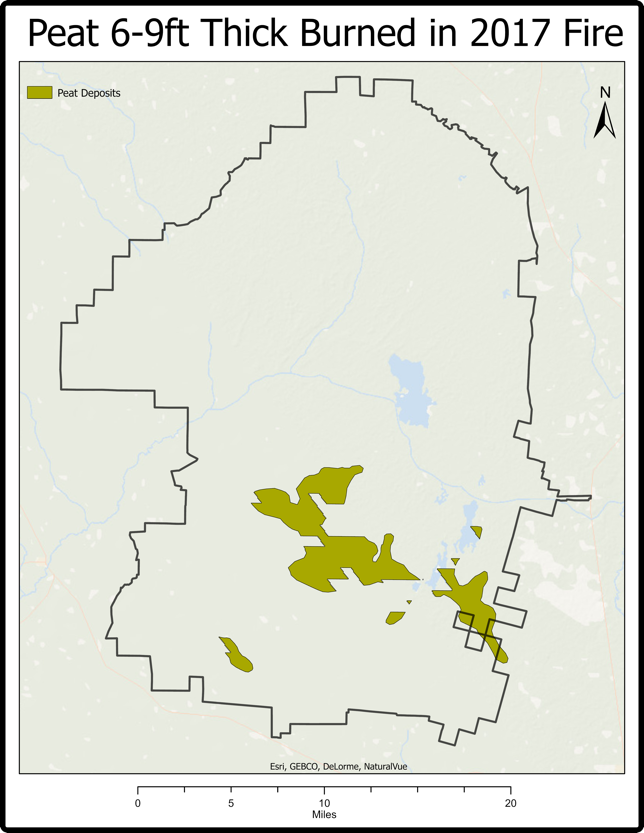 Peat 6-9ft Thick Burned in 2017 Fire
Peat Deposits
N
Esri, GEBCO, DeLorme, NaturalVue
0 5 10 20
Miles